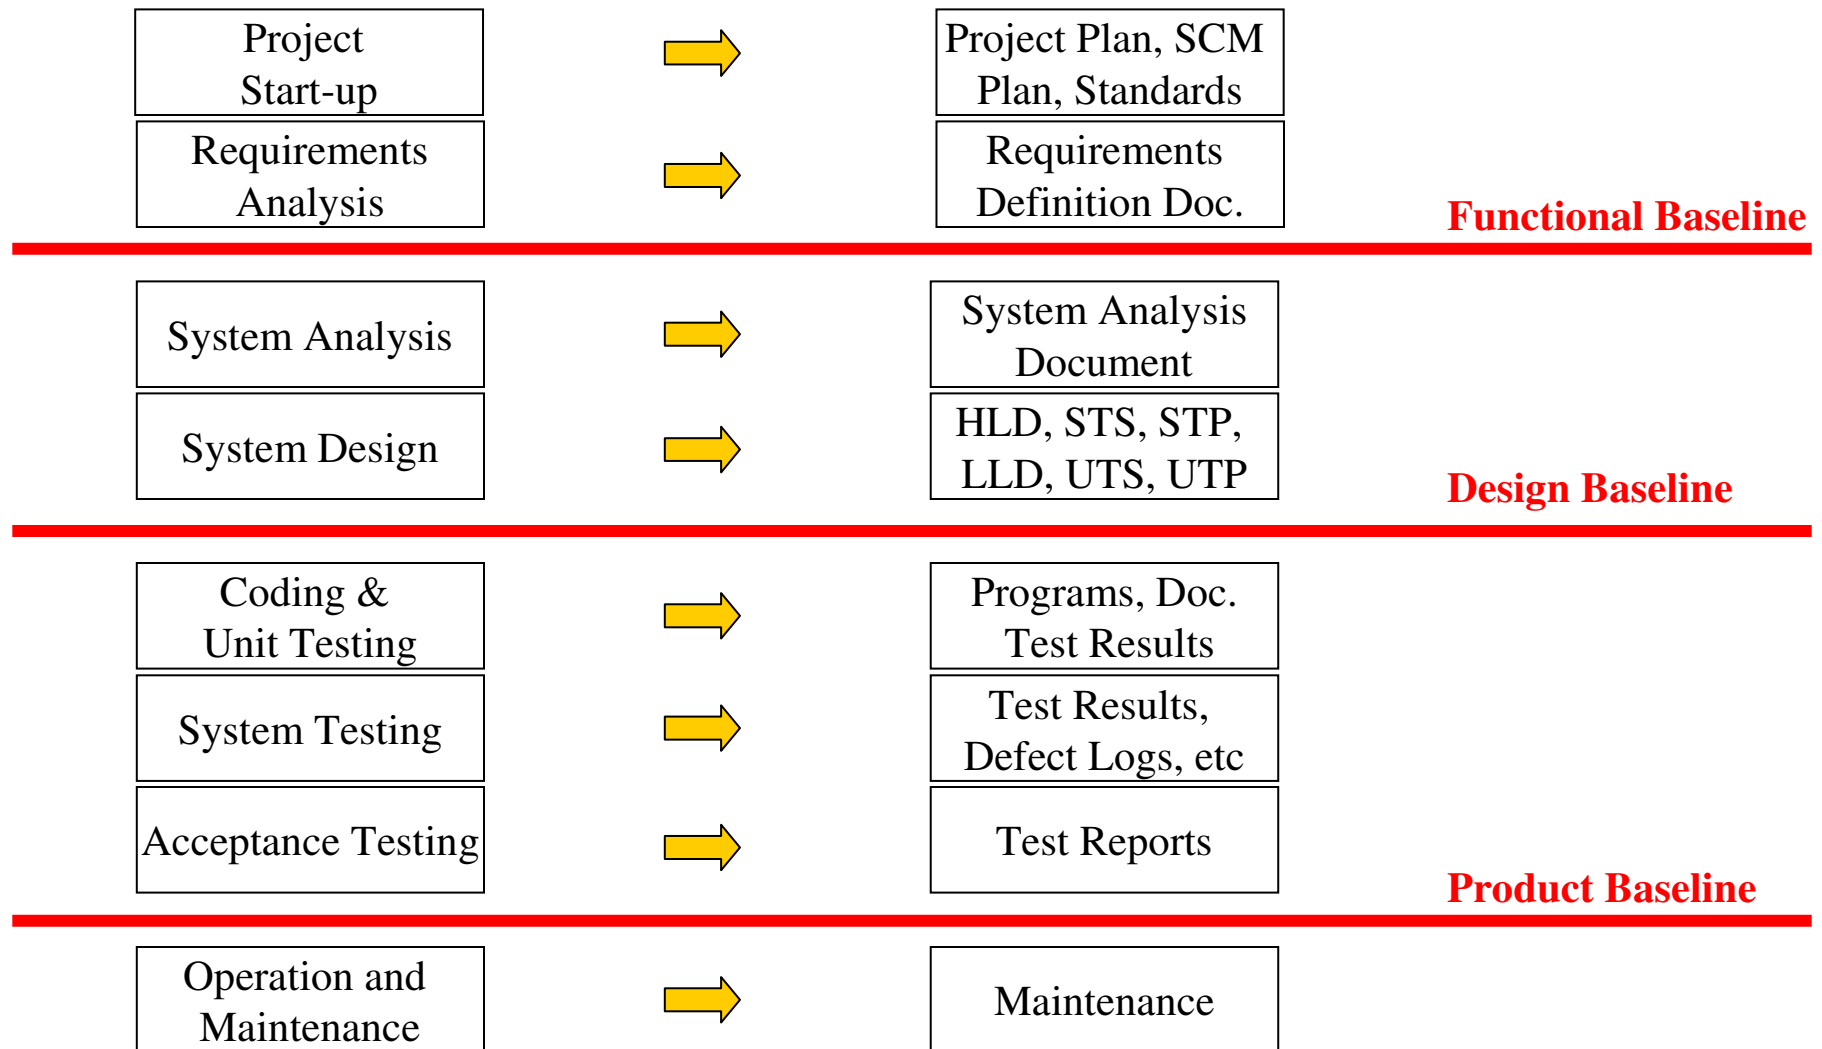 Project
Start-up
Project Plan, SCM
Plan, Standards
Requirements
Analysis
Requirements
Definition Doc.
Functional Baseline
System Analysis
System Analysis
Document
System Design
HLD, STS, STP,
LLD, UTS, UTP
Design Baseline
Coding &
Unit Testing
Programs, Doc.
Test Results
System Testing
Test Results,
Defect Logs, etc
Acceptance Testing
Test Reports
Product Baseline
Operation and
Maintenance
Maintenance